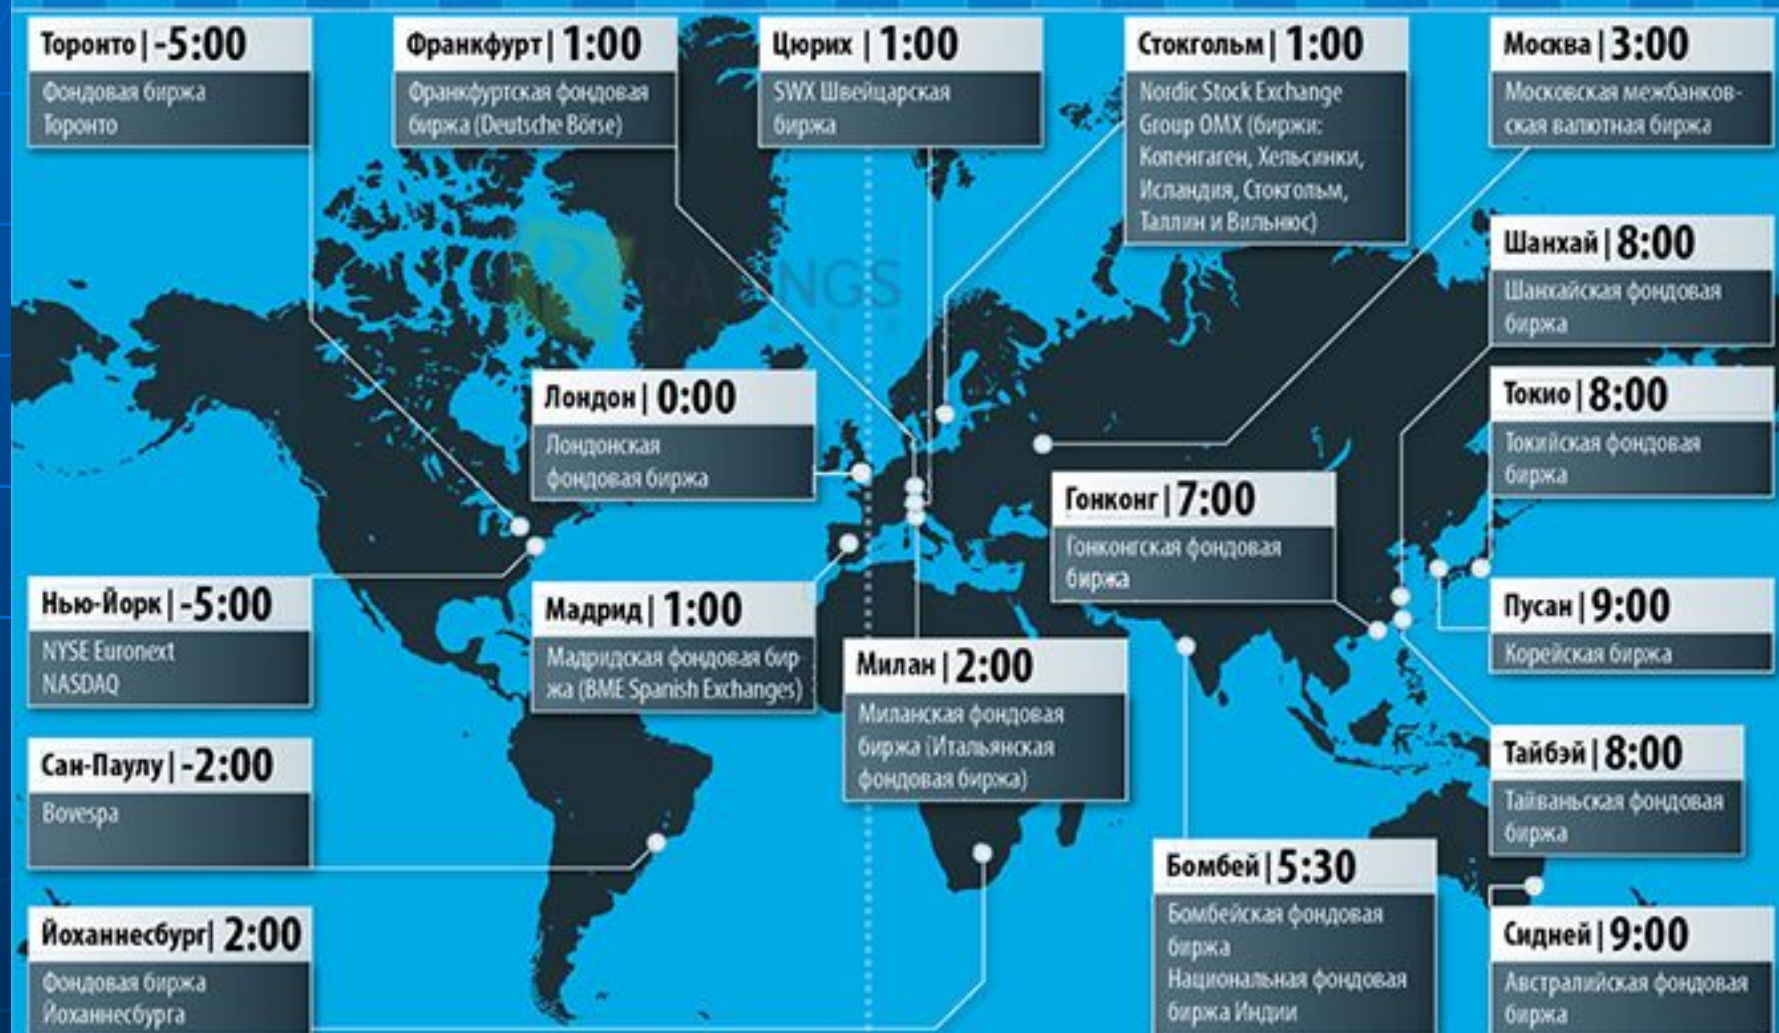 Торонто | -5:00
Фондовая биржа
Торонто
Франкфурт | 1:00
Франкфуртская фондовая
биржа (Deutsche Börse)
Цюрих | 1:00
SWX Швейцарская
биржа
Стокгольм | 1:00
Nordic Stock Exchange
Group OMX (биржи:
Копенгаген, Хельсинки,
Исландия, Стокгольм,
Таллин и Вильнюс)
Москва | 3:00
Московская межбанков-
ская валютная биржа
Шанхай | 8:00
Шанхайская фондовая
биржа
Лондон | 0:00
Лондонская
фондовая биржа
Токио | 8:00
Токийская фондовая
биржа
Гонконг | 7:00
Гонконгская фондовая
биржа
Нью-Йорк | -5:00
NYSE Euronext
NASDAQ
Мадрид | 1:00
Мадридская фондовая бир
жа (BME Spanish Exchanges)
Пусан | 9:00
Корейская биржа
Милан | 2:00
Миланская фондовая
биржа (Итальянская
фондовая биржа)
Сан-Паулу | -2:00
Bovespa
Тайбэй | 8:00
Тайваньская фондовая
биржа
Бомбей | 5:30
Бомбейская фондовая
биржа
Национальная фондовая
биржа Индии
Йоханнесбург | 2:00
Фондовая биржа
Йоханнесбурга
Сидней | 9:00
Австралийская фондовая
биржа